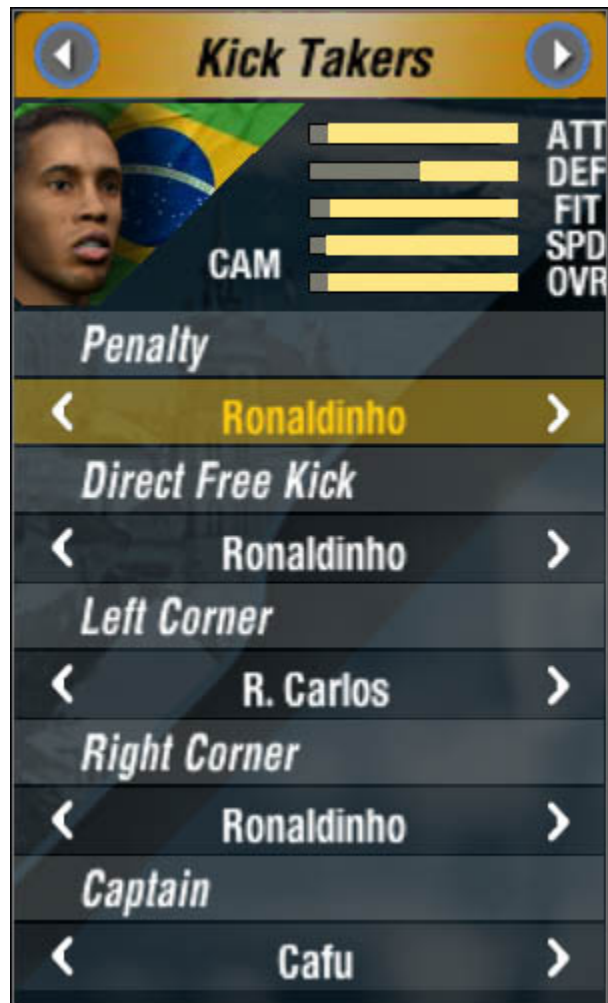 Kick Takers
ATT
DEF
FIT
CAM
SPD
OVR
Penalty
Ronaldinho
Direct Free Kick
Ronaldinho
Left Corner
R. Carlos
Right Corner
Ronaldinho
Captain
Cafu